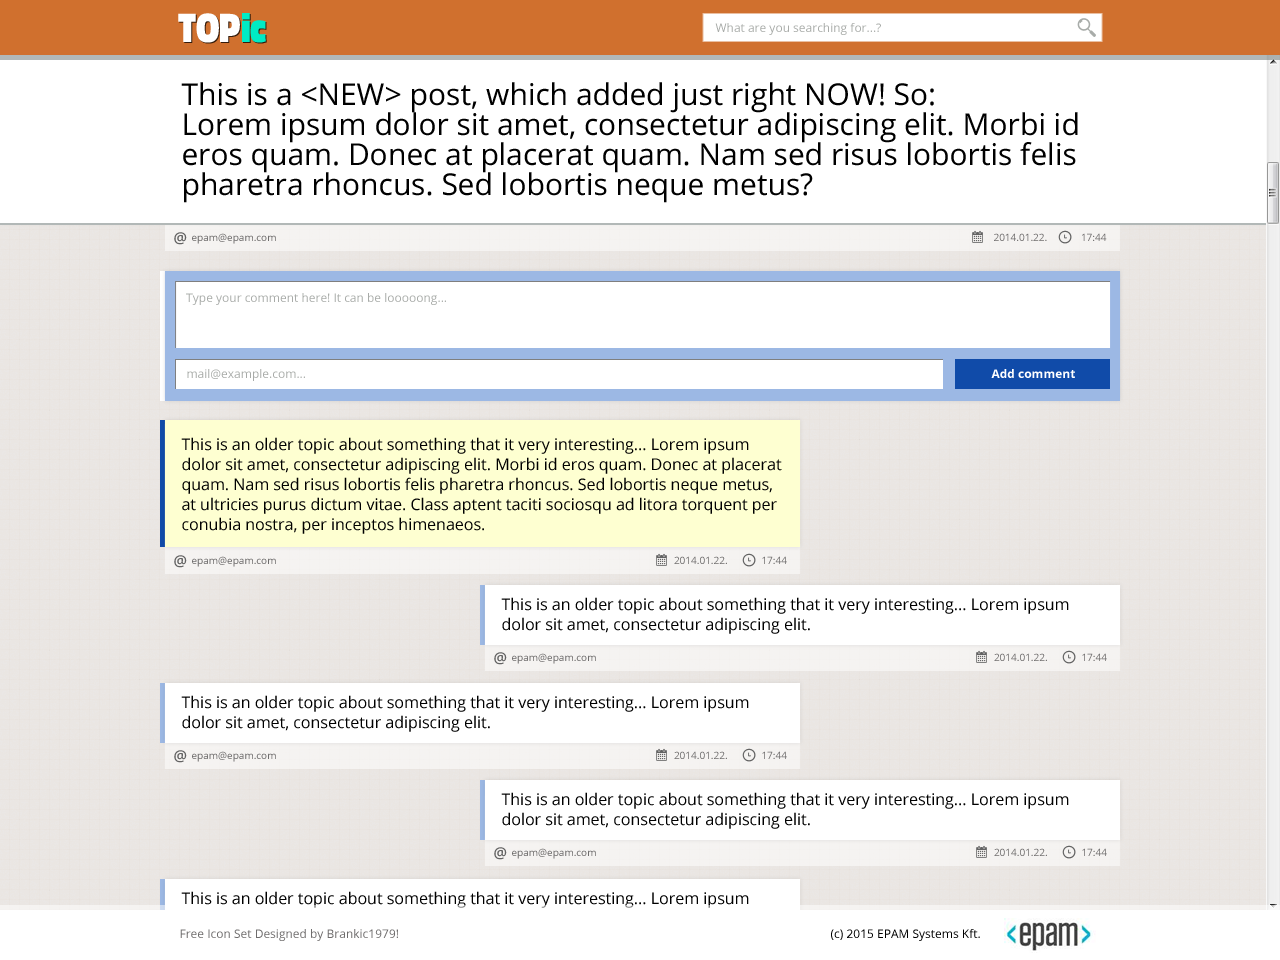 TOPic
What are you searching for...?
This is a <NEW> post, which added just right NOW! So:
Lorem ipsum dolor sit amet, consectetur adipiscing elit. Morbi id
eros quam. Donec at placerat quam. Nam sed risus lobortis felis
pharetra rhoncus. Sed lobortis neque metus?
@ epam@epam.com 2014.01.22. 17:44
Type your comment here! It can be looooong...
mail@example.com...
Add comment
This is an older topic about something that it very interesting... Lorem ipsum
dolor sit amet, consectetur adipiscing elit. Morbi id eros quam. Donec at placerat
quam. Nam sed risus lobortis felis pharetra rhoncus. Sed lobortis neque metus,
at ultricies purus dictum vitae. Class aptent taciti sociosqu ad litora torquent per
conubia nostra, per inceptos himenaeos.
@ epam@epam.com 2014.01.22. 17:44
This is an older topic about something that it very interesting... Lorem ipsum
dolor sit amet, consectetur adipiscing elit.
@ epam@epam.com 2014.01.22. 17:44
This is an older topic about something that it very interesting... Lorem ipsum
dolor sit amet, consectetur adipiscing elit.
@ epam@epam.com 2014.01.22. 17:44
This is an older topic about something that it very interesting... Lorem ipsum
dolor sit amet, consectetur adipiscing elit.
@ epam@epam.com 2014.01.22. 17:44
This is an older topic about something that it very interesting... Lorem ipsum
Free Icon Set Designed by Brankic1979!
(c) 2015 EPAM Systems Kft.
<epam>